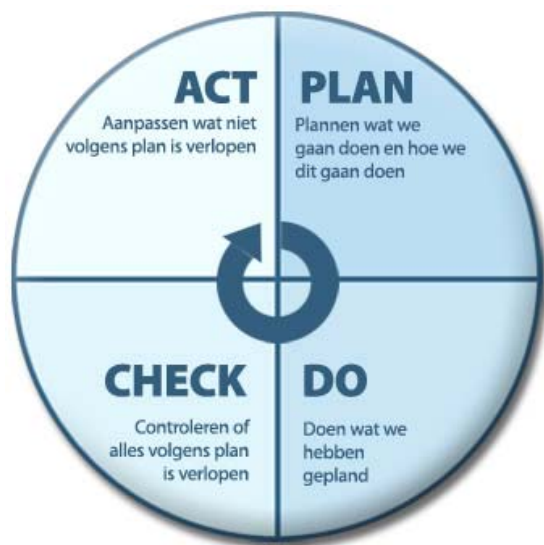 ACT
Aanpassen wat niet
volgens plan is verlopen
PLAN
Plannen wat we
gaan doen en hoe we
dit gaan doen
CHECK
Controleren of
alles volgens plan
is verlopen
DO
Doen wat we
hebben
gepland